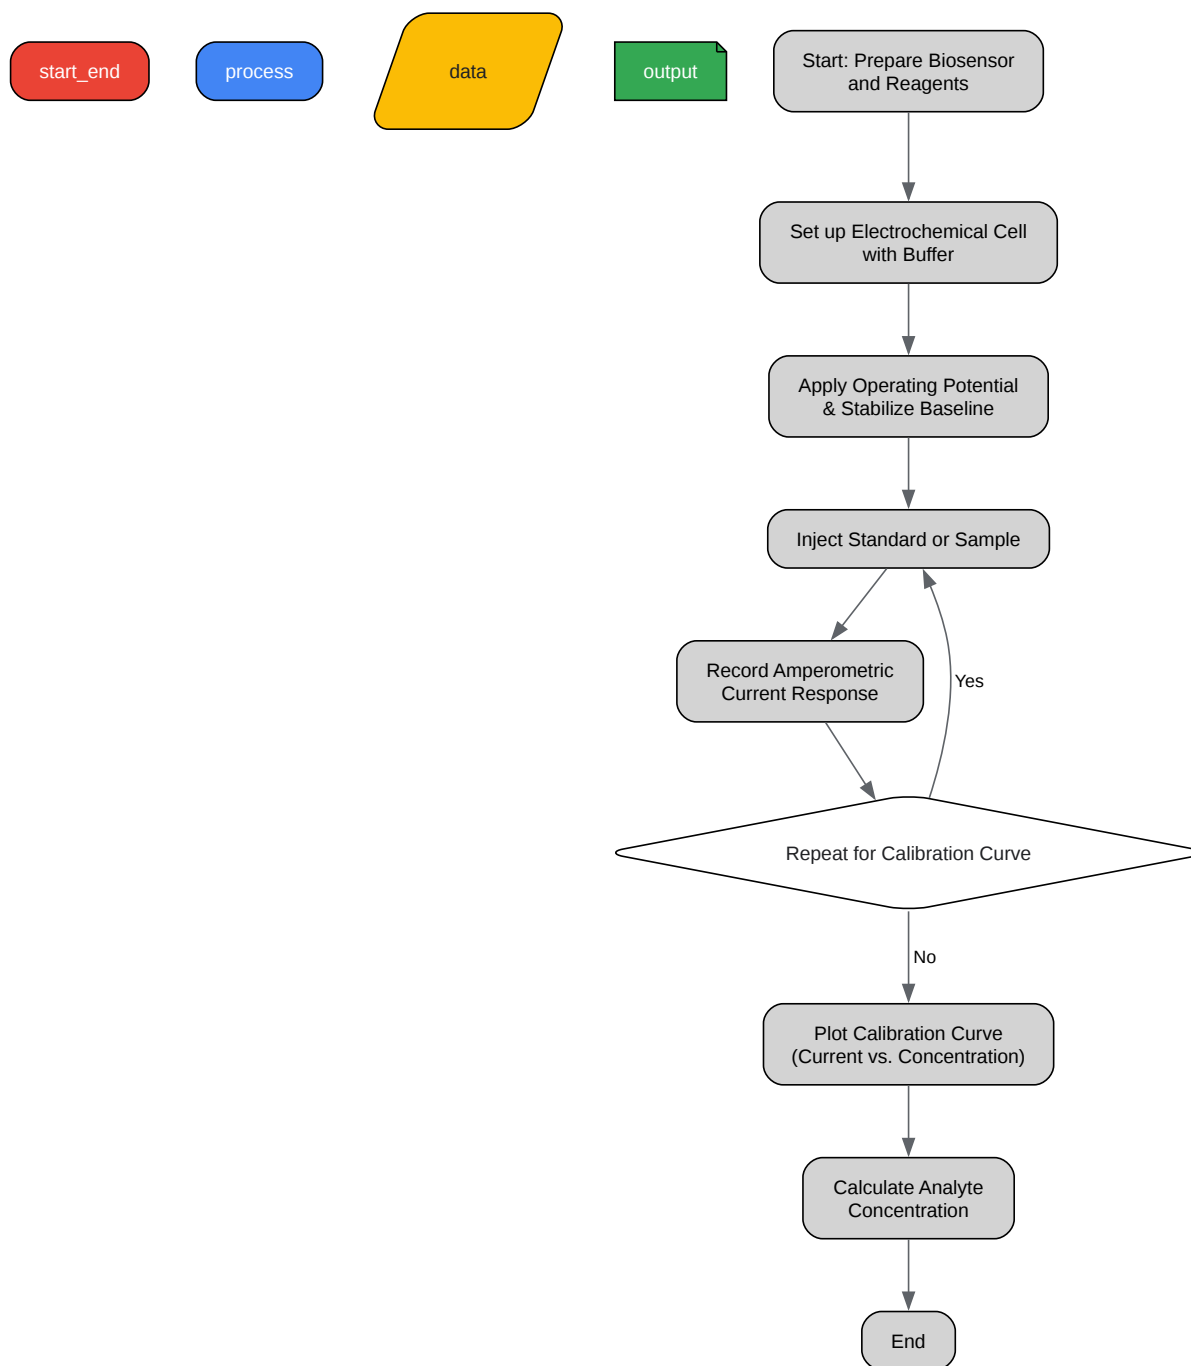 start_end
process
data
output
Start: Prepare Biosensor
and Reagents
Set up Electrochemical Cell
with Buffer
Apply Operating Potential
& Stabilize Baseline
Inject Standard or Sample
Record Amperometric
Current Response
Yes
Repeat for Calibration Curve
No
Plot Calibration Curve
(Current vs. Concentration)
Calculate Analyte
Concentration
End